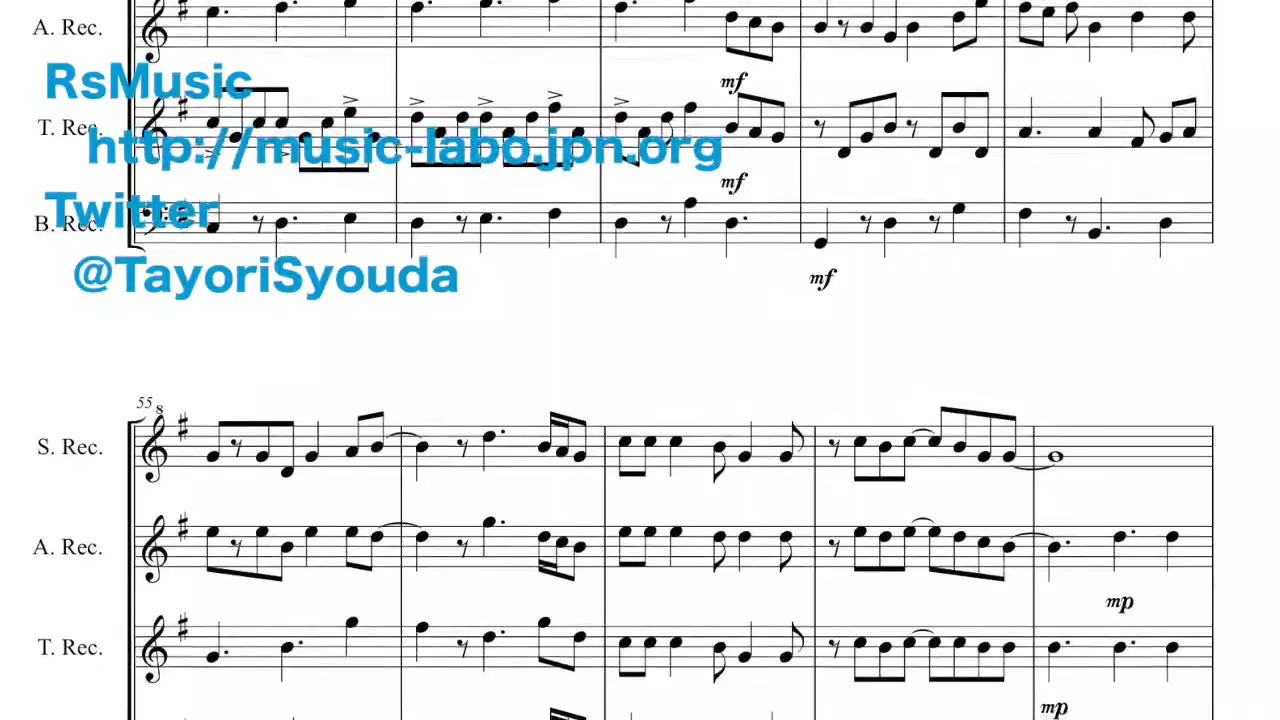 A. Rec.
RsMusic
mf
T. Rec.
http://music-labo.jpn.org
mf
Twitter
B. Rec.
@TayoriSyouda
mf
55
8
S. Rec.
A. Rec.
mp
T. Rec.
mp